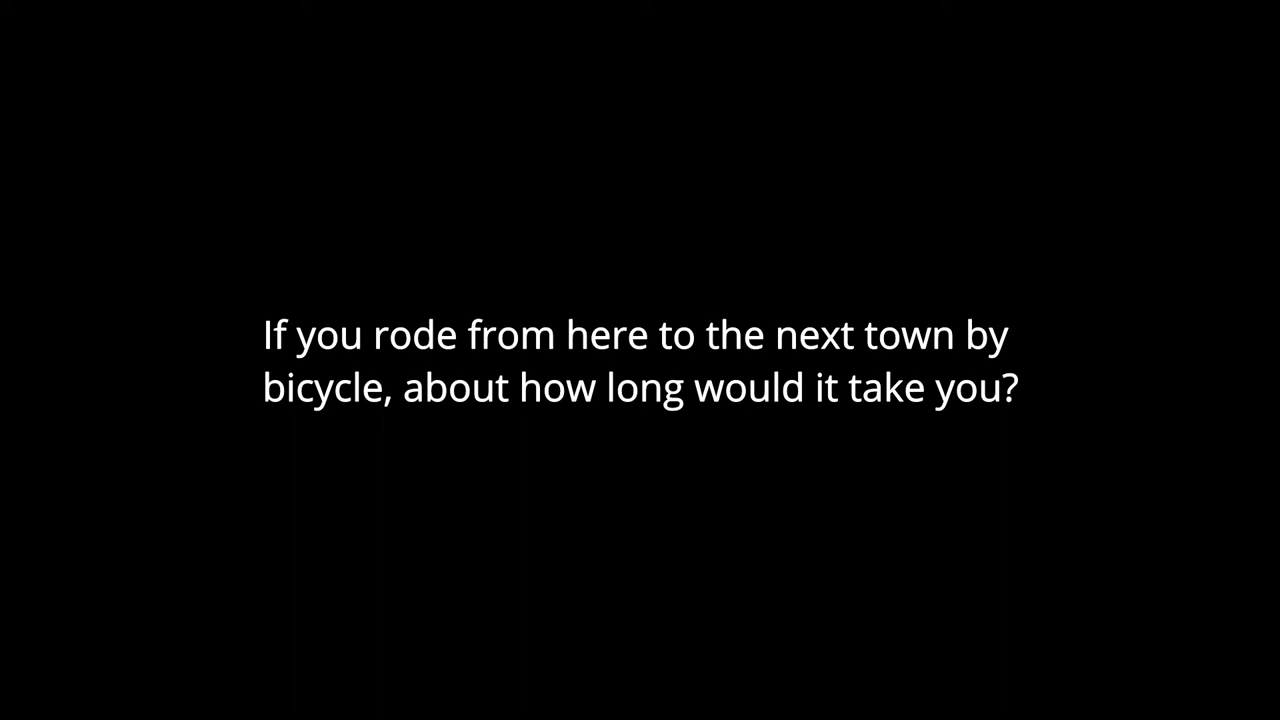 If you rode from here to the next town by
bicycle, about how long would it take you?